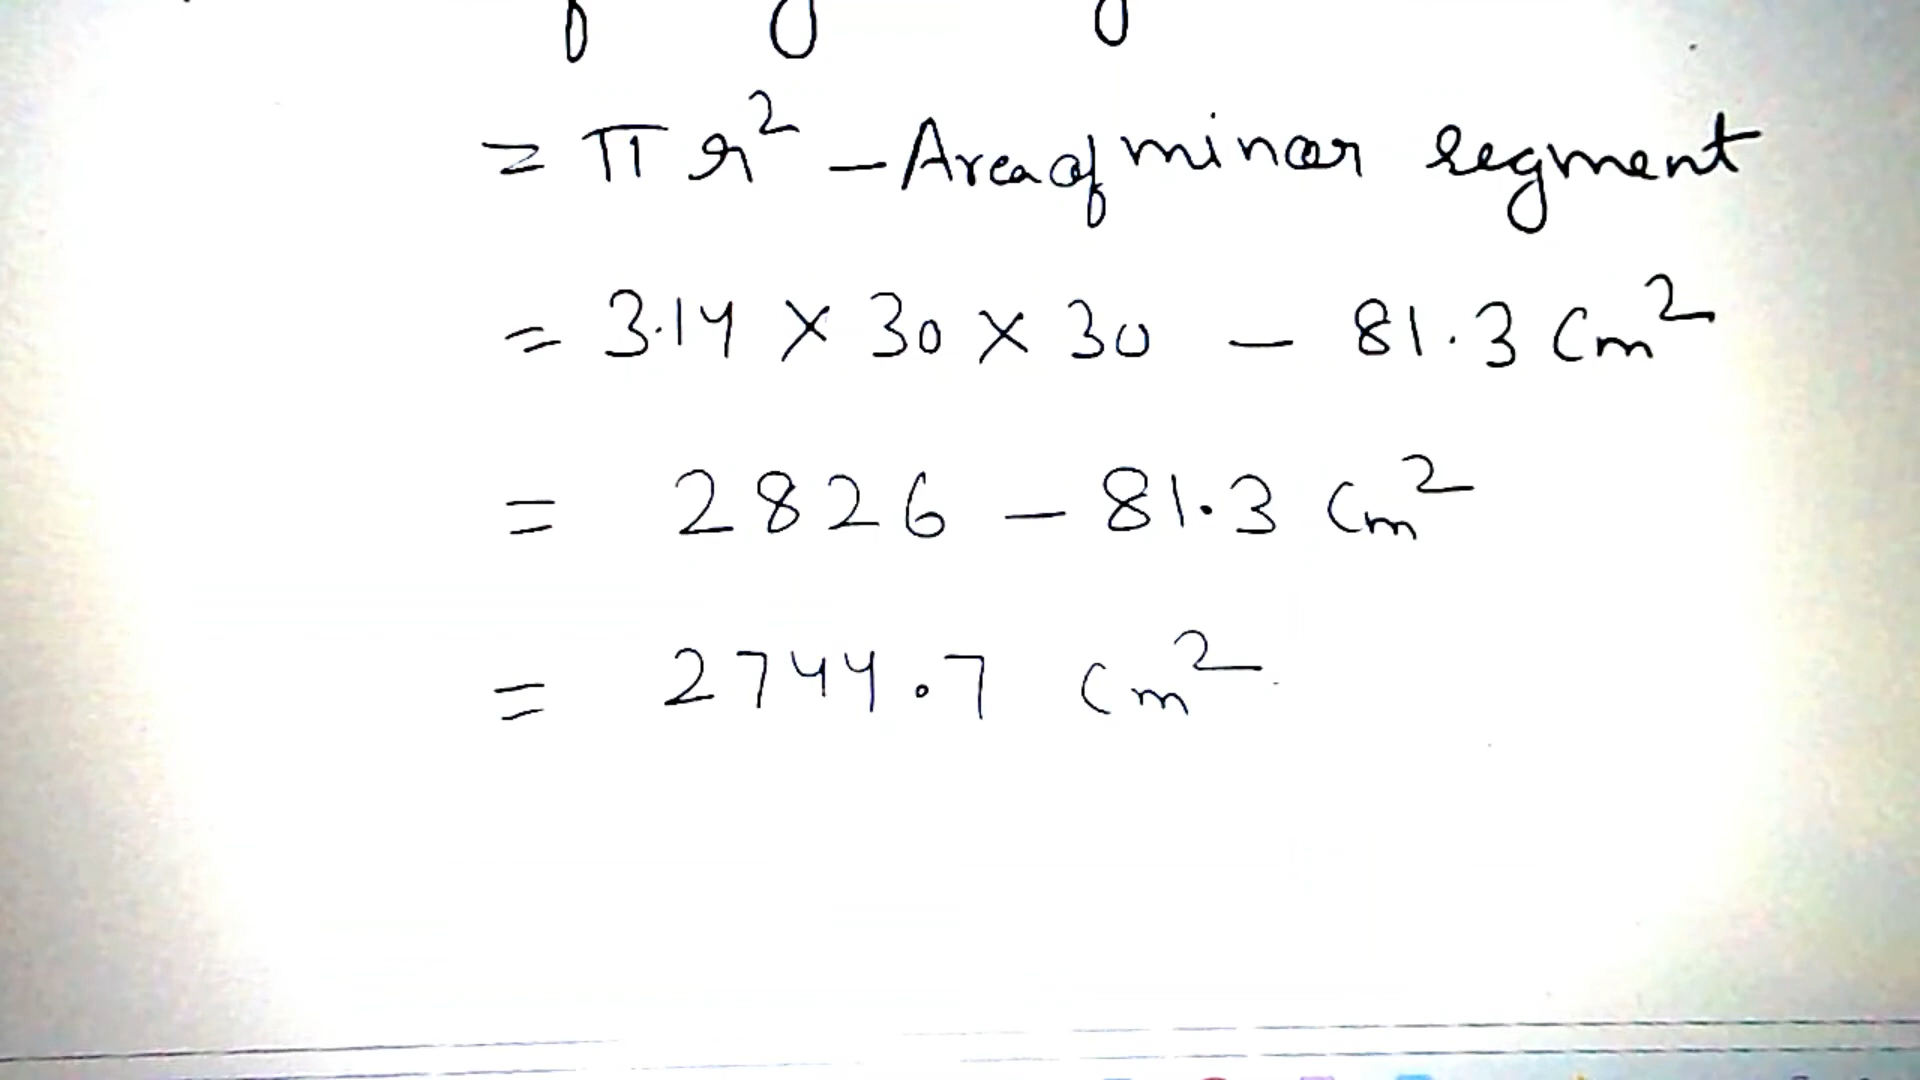 = π r² – Area of minor segment
= 3.14 × 30 × 30 – 81.3 Cm²
= 2826 – 81.3 Cm²
= 2744.7 Cm²